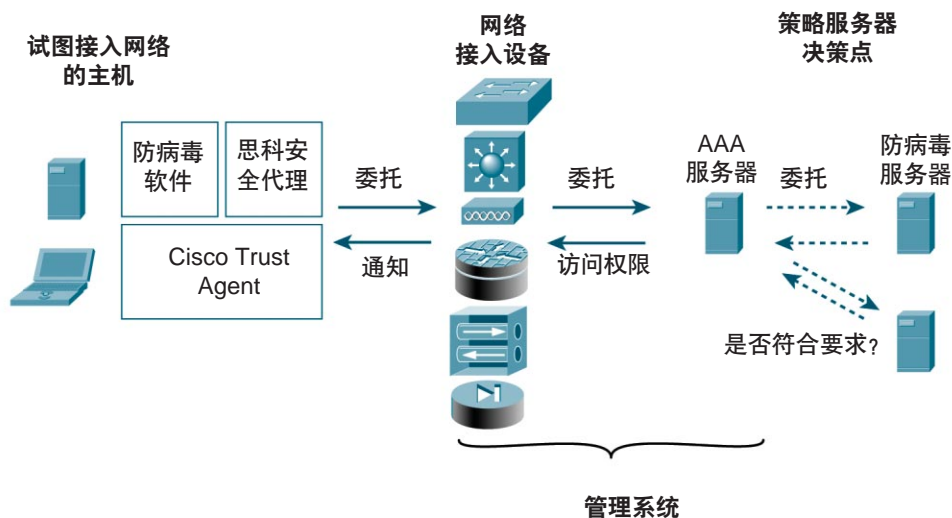 试图接入网络
的主机
网络
接入设备
策略服务器
决策点
防病毒
软件
思科安
全代理
Cisco Trust
Agent
委托
通知
委托
访问权限
AAA
服务器
委托
防病毒
服务器
是否符合要求?
管理系统